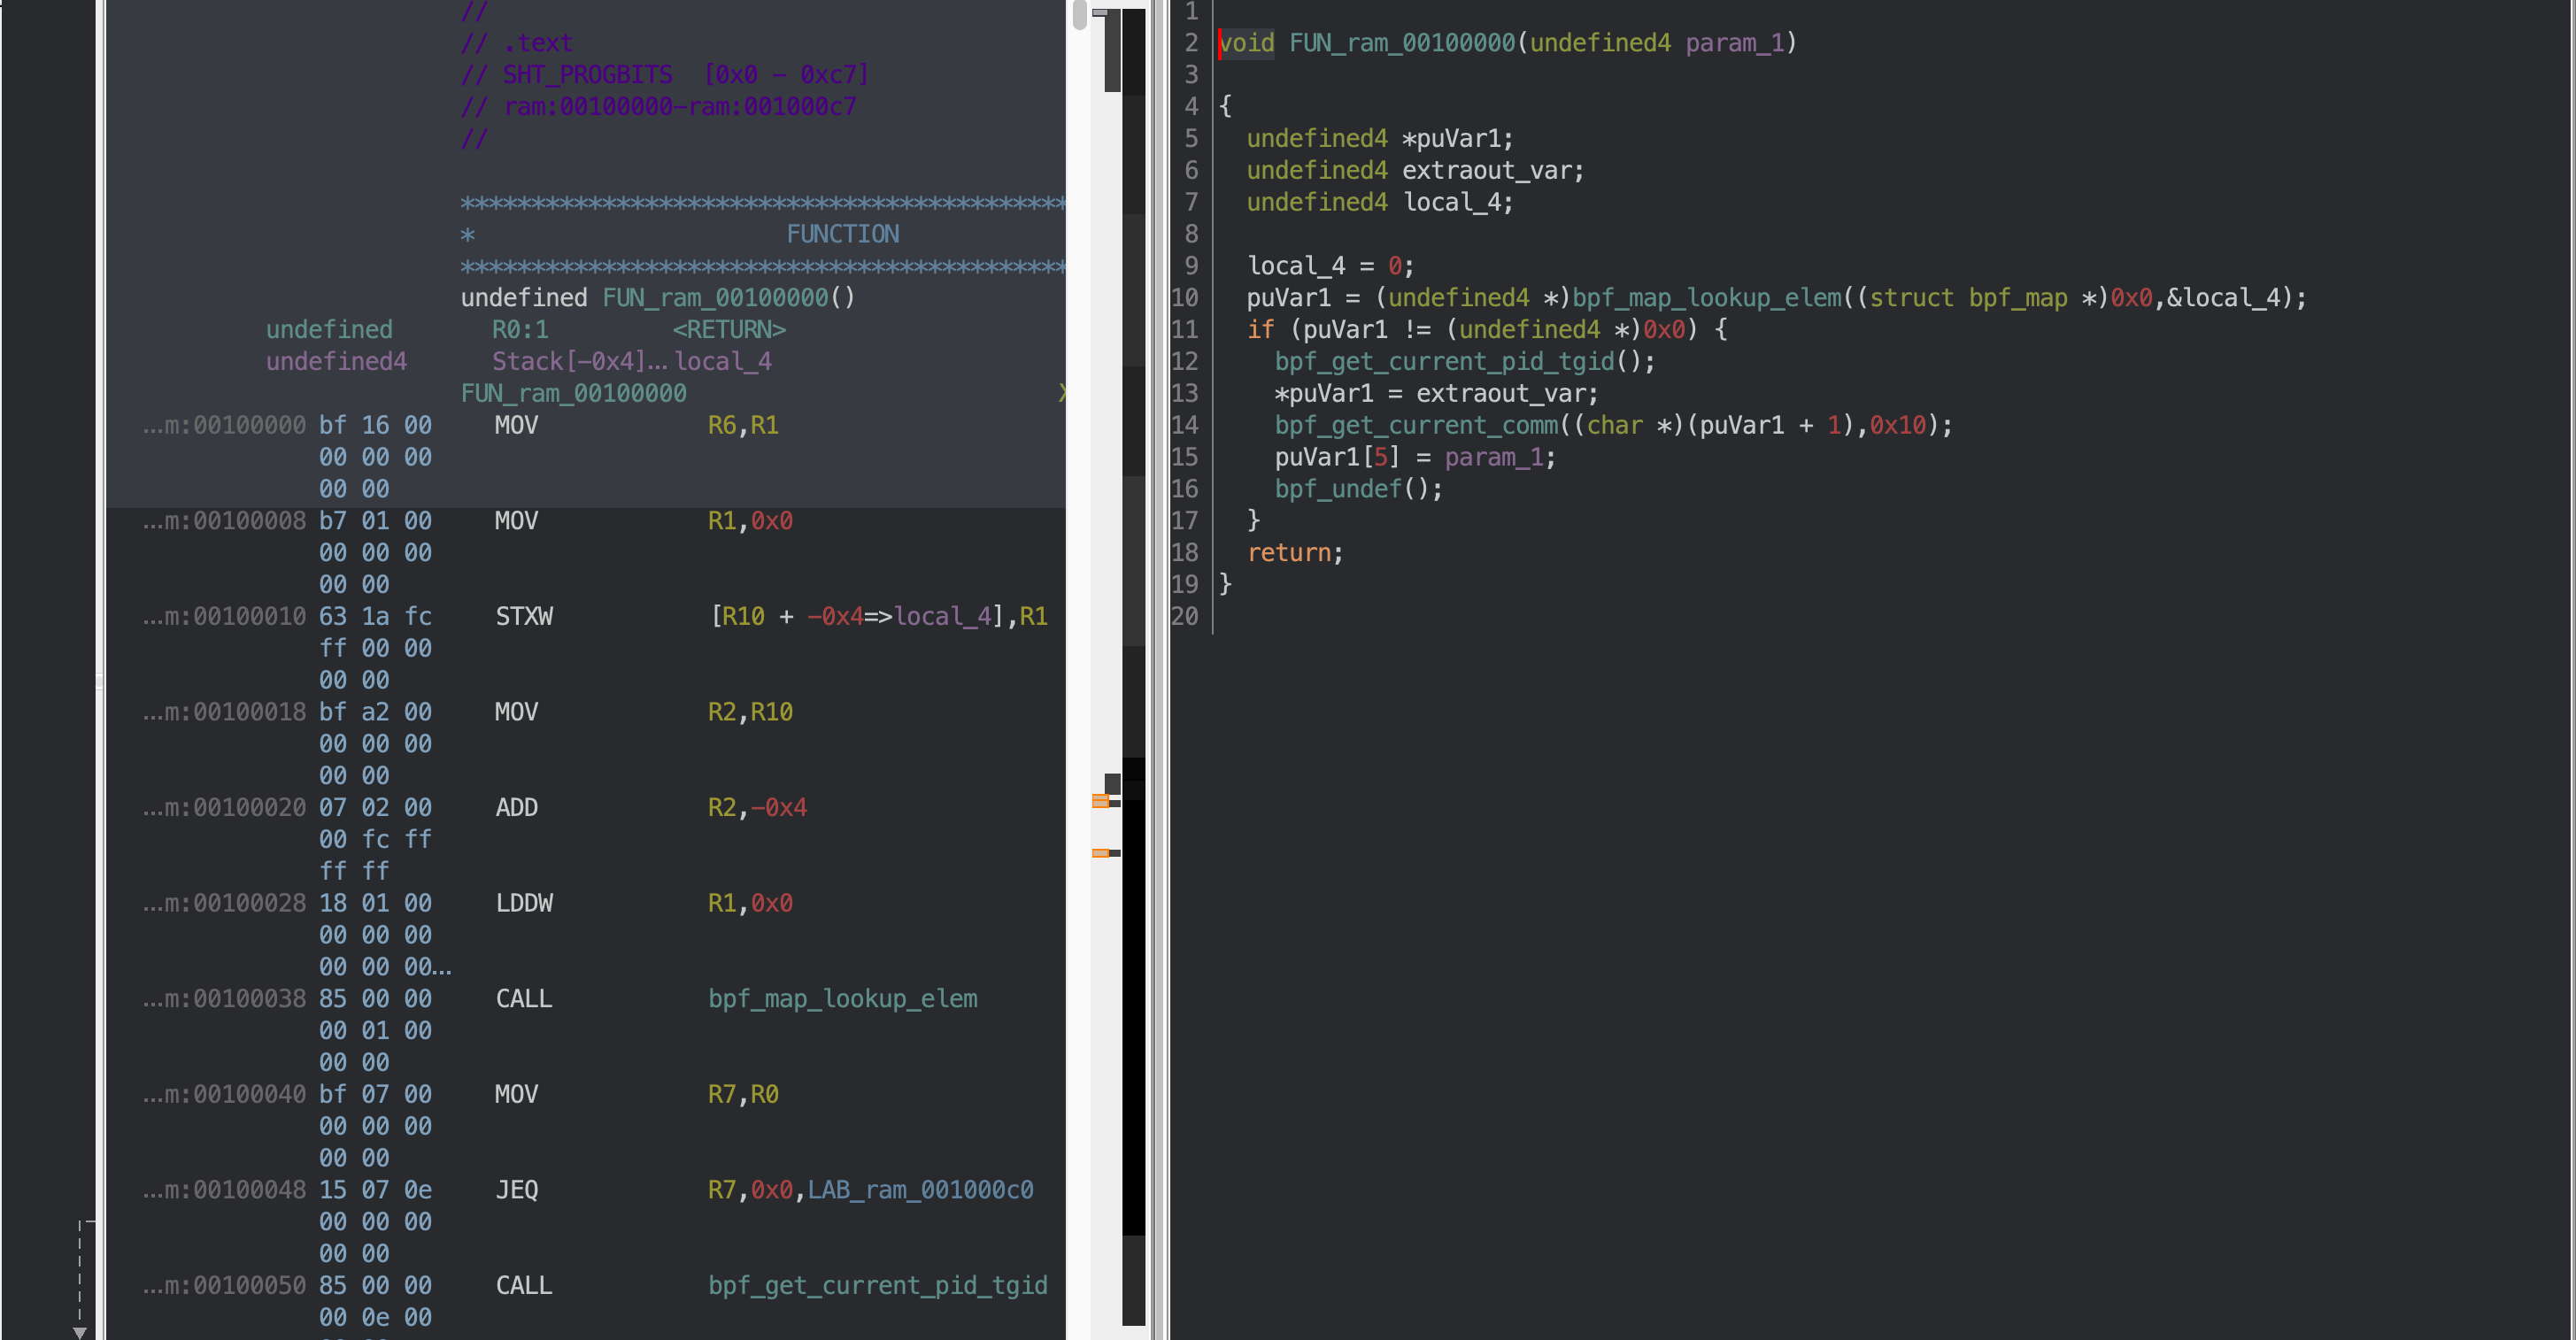 //
// .text
// SHT_PROGBITS  [0x0 - 0xc7]
// ram:00100000-ram:001000c7
//
*******************************************
*                      FUNCTION
*******************************************
undefined FUN_ram_00100000()
undefined       R0:1         <RETURN>
undefined4      Stack[-0x4]... local_4
FUN_ram_00100000                          X
...m:00100000 bf 16 00    MOV         R6,R1
00 00 00
00 00
...m:00100008 b7 01 00    MOV         R1,0x0
00 00 00
00 00
...m:00100010 63 1a fc    STXW        [R10 + -0x4=>local_4],R1
ff 00 00
00 00
...m:00100018 bf a2 00    MOV         R2,R10
00 00 00
00 00
...m:00100020 07 02 00    ADD         R2,-0x4
00 fc ff
ff ff
...m:00100028 18 01 00    LDDW        R1,0x0
00 00 00
00 00 00...
...m:00100038 85 00 00    CALL        bpf_map_lookup_elem
00 01 00
00 00
...m:00100040 bf 07 00    MOV         R7,R0
00 00 00
00 00
...m:00100048 15 07 0e    JEQ         R7,0x0,LAB_ram_001000c0
00 00 00
00 00
...m:00100050 85 00 00    CALL        bpf_get_current_pid_tgid
00 0e 00
1
2 void FUN_ram_00100000(undefined4 param_1)
3
4 {
5   undefined4 *puVar1;
6   undefined4 extraout_var;
7   undefined4 local_4;
8
9   local_4 = 0;
10   puVar1 = (undefined4 *)bpf_map_lookup_elem((struct bpf_map *)0x0,&local_4);
11   if (puVar1 != (undefined4 *)0x0) {
12     bpf_get_current_pid_tgid();
13     *puVar1 = extraout_var;
14     bpf_get_current_comm((char *)(puVar1 + 1),0x10);
15     puVar1[5] = param_1;
16     bpf_undef();
17   }
18   return;
19 }
20